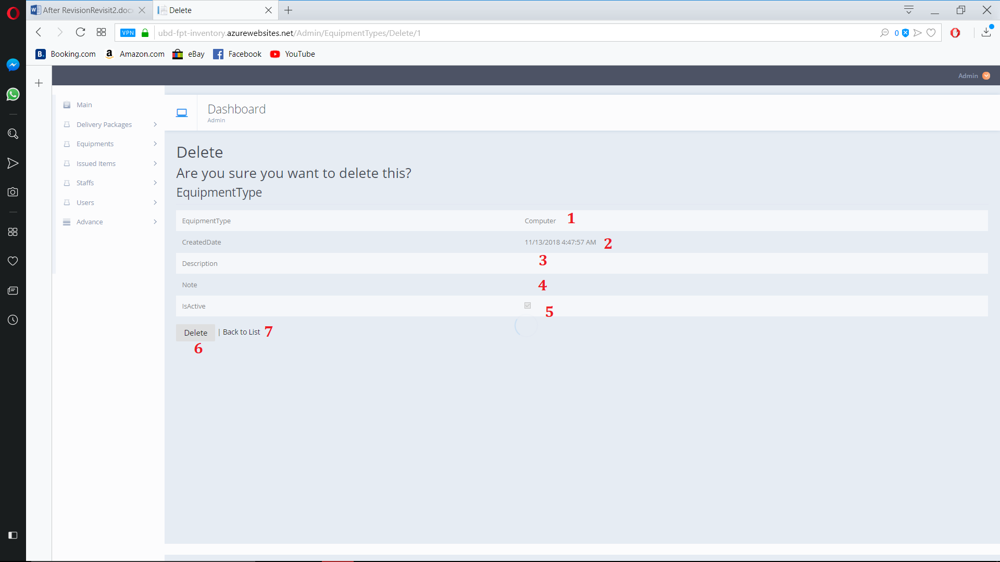 After RevisionRevisit2.docx
Delete
VPN
ubd-fpt-inventory.azurewebsites.net/Admin/EquipmentTypes/Delete/1
0
B. Booking.com
a Amazon.com
eBay
Facebook
YouTube
Admin
Main
Delivery Packages
Equipments
Issued Items
Staffs
Users
Advance
Dashboard
Admin
Delete
Are you sure you want to delete this?
EquipmentType
EquipmentType Computer 1
CreatedDate 11/13/2018 4:47:57 AM 2
Description 3
Note 4
IsActive 5
Delete | Back to List 7
6